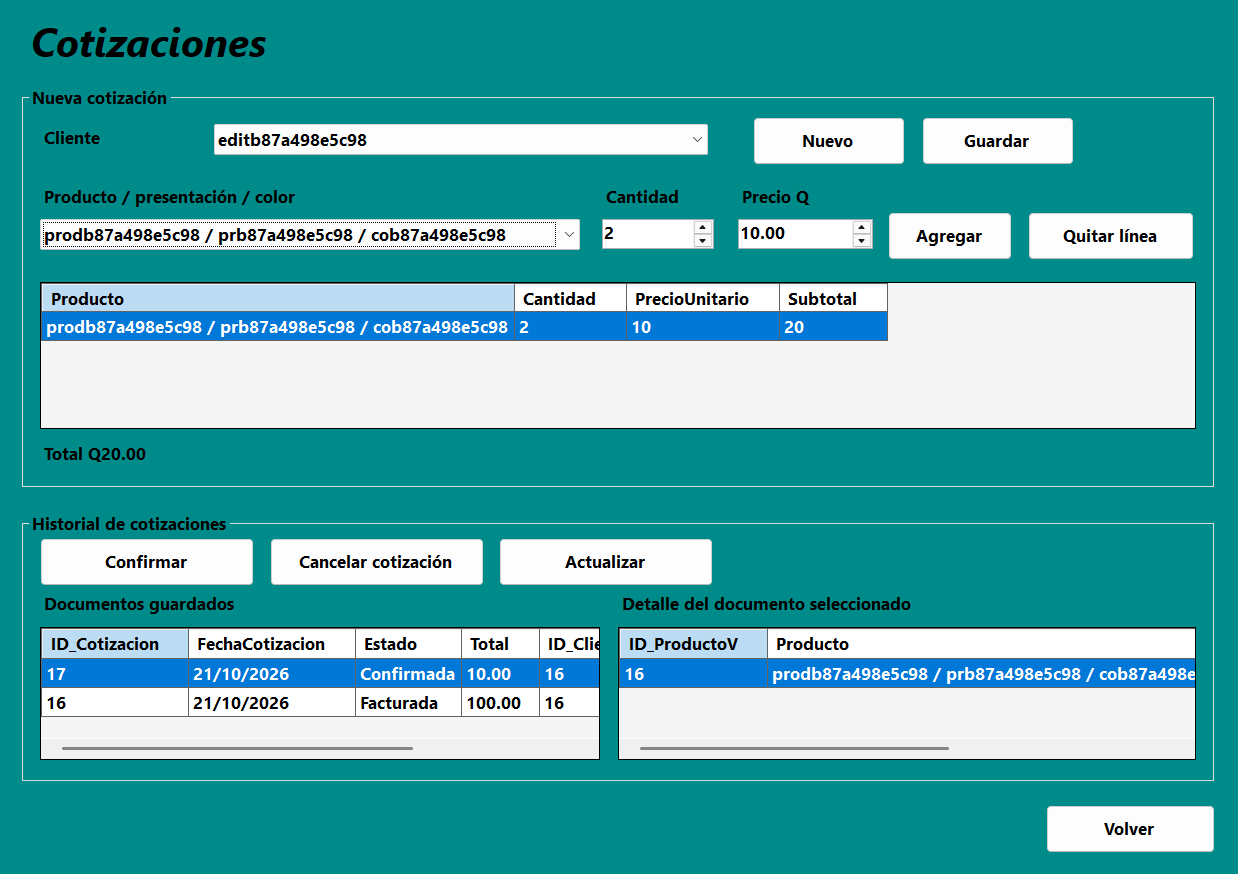 Cotizaciones
Nueva cotización
Cliente editb87a498e5c98 Nuevo Guardar
Producto / presentación / color Cantidad Precio Q
prodb87a498e5c98 / prb87a498e5c98 / cob87a498e5c98 2 10.00 Agregar Quitar línea
Producto Cantidad PrecioUnitario Subtotal
prodb87a498e5c98 / prb87a498e5c98 / cob87a498e5c98 2 10 20
Total Q20.00
Historial de cotizaciones
Confirmar Cancelar cotización Actualizar
Documentos guardados
ID_Cotizacion FechaCotizacion Estado Total ID_Clie
17 21/10/2026 Confirmada 10.00 16
16 21/10/2026 Facturada 100.00 16
Detalle del documento seleccionado
ID_ProductoV Producto
16 prodb87a498e5c98 / prb87a498e5c98 / cob87a498e
Volver